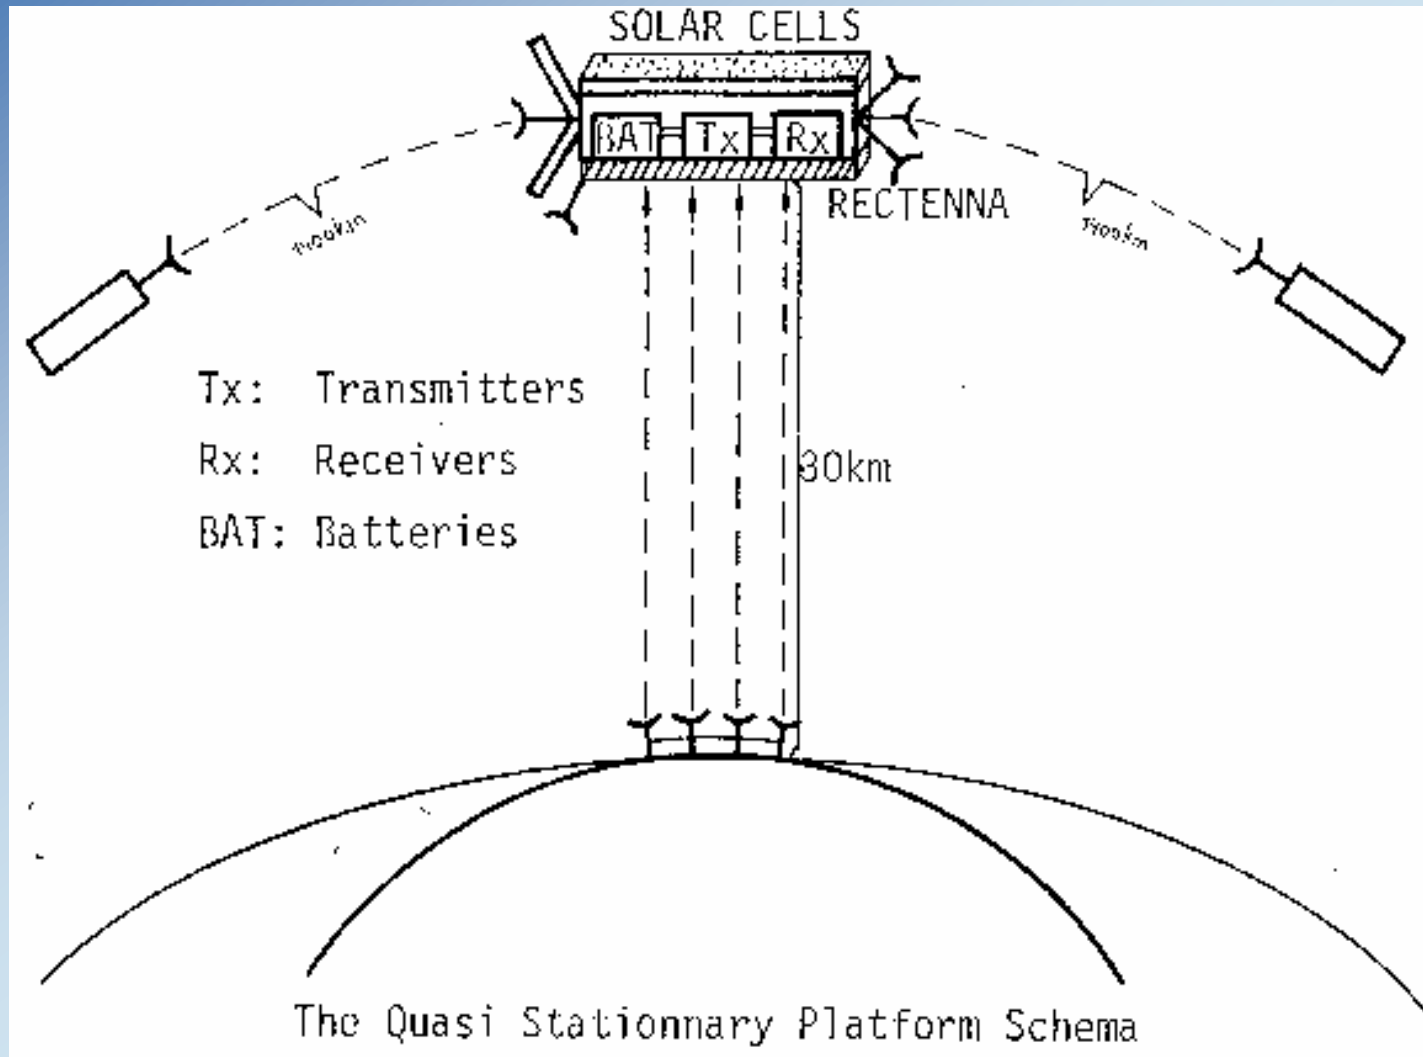 SOLAR CELLS
BAT Tx Rx
RECTENNA
Tx: Transmitters
Rx: Receivers
30km
BAT: Batteries
The Quasi Stationnary Platform Schema